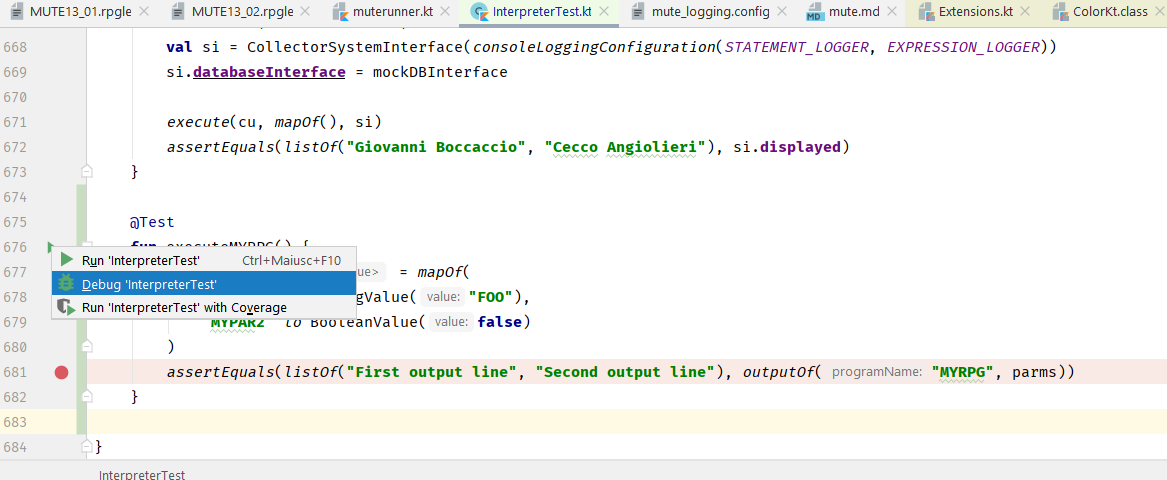 MUTE13_01.rpgle MUTE13_02.rpgle muterunner.kt InterpreterTest.kt mute_logging.config mute.md Extensions.kt ColorKt.class
668 val si = CollectorSystemInterface(consoleLoggingConfiguration(STATEMENT_LOGGER, EXPRESSION_LOGGER))
669 si.databaseInterface = mockDBInterface
670
671 execute(cu, mapOf(), si)
672 assertEquals(listOf("Giovanni Boccaccio", "Cecco Angiolieri"), si.displayed)
673 }
674
675 @Test
676 fun executeMYRPG() {
Run 'InterpreterTest' Ctrl+Maiusc+F10
677 ue> = mapOf(
Debug 'InterpreterTest'
678 gValue( value: "FOO"),
Run 'InterpreterTest' with Coverage
679 MYPAR2 to BooleanValue( value: false)
680 )
681 assertEquals(listOf("First output line", "Second output line"), outputOf( programName: "MYRPG", parms))
682 }
683
684 }
InterpreterTest